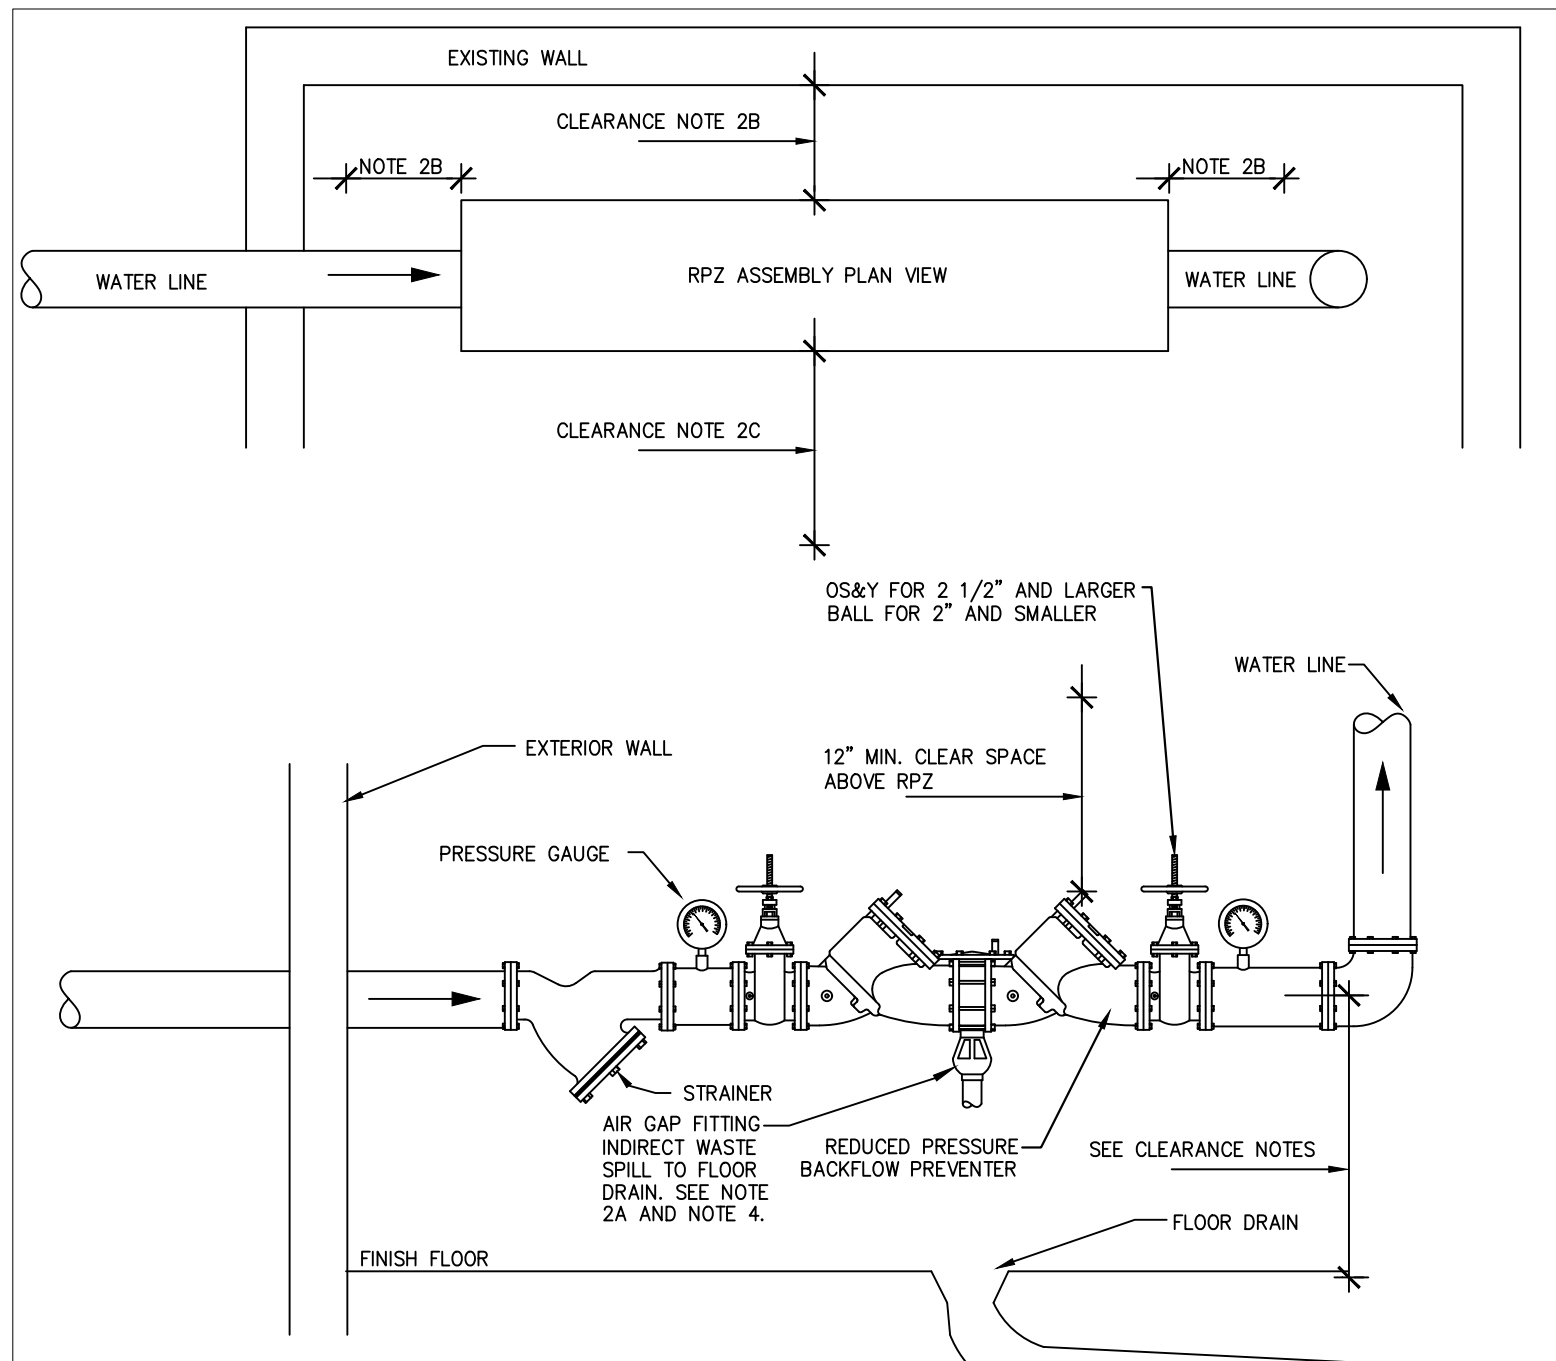 EXISTING WALL
CLEARANCE NOTE 2B
NOTE 2B
NOTE 2B
WATER LINE
RPZ ASSEMBLY PLAN VIEW
WATER LINE
CLEARANCE NOTE 2C
OS&Y FOR 2 1/2" AND LARGER
BALL FOR 2" AND SMALLER
WATER LINE
EXTERIOR WALL
12" MIN. CLEAR SPACE
ABOVE RPZ
PRESSURE GAUGE
STRAINER
AIR GAP FITTING
INDIRECT WASTE
SPILL TO FLOOR
DRAIN. SEE NOTE
2A AND NOTE 4.
REDUCED PRESSURE
BACKFLOW PREVENTER
SEE CLEARANCE NOTES
FLOOR DRAIN
FINISH FLOOR